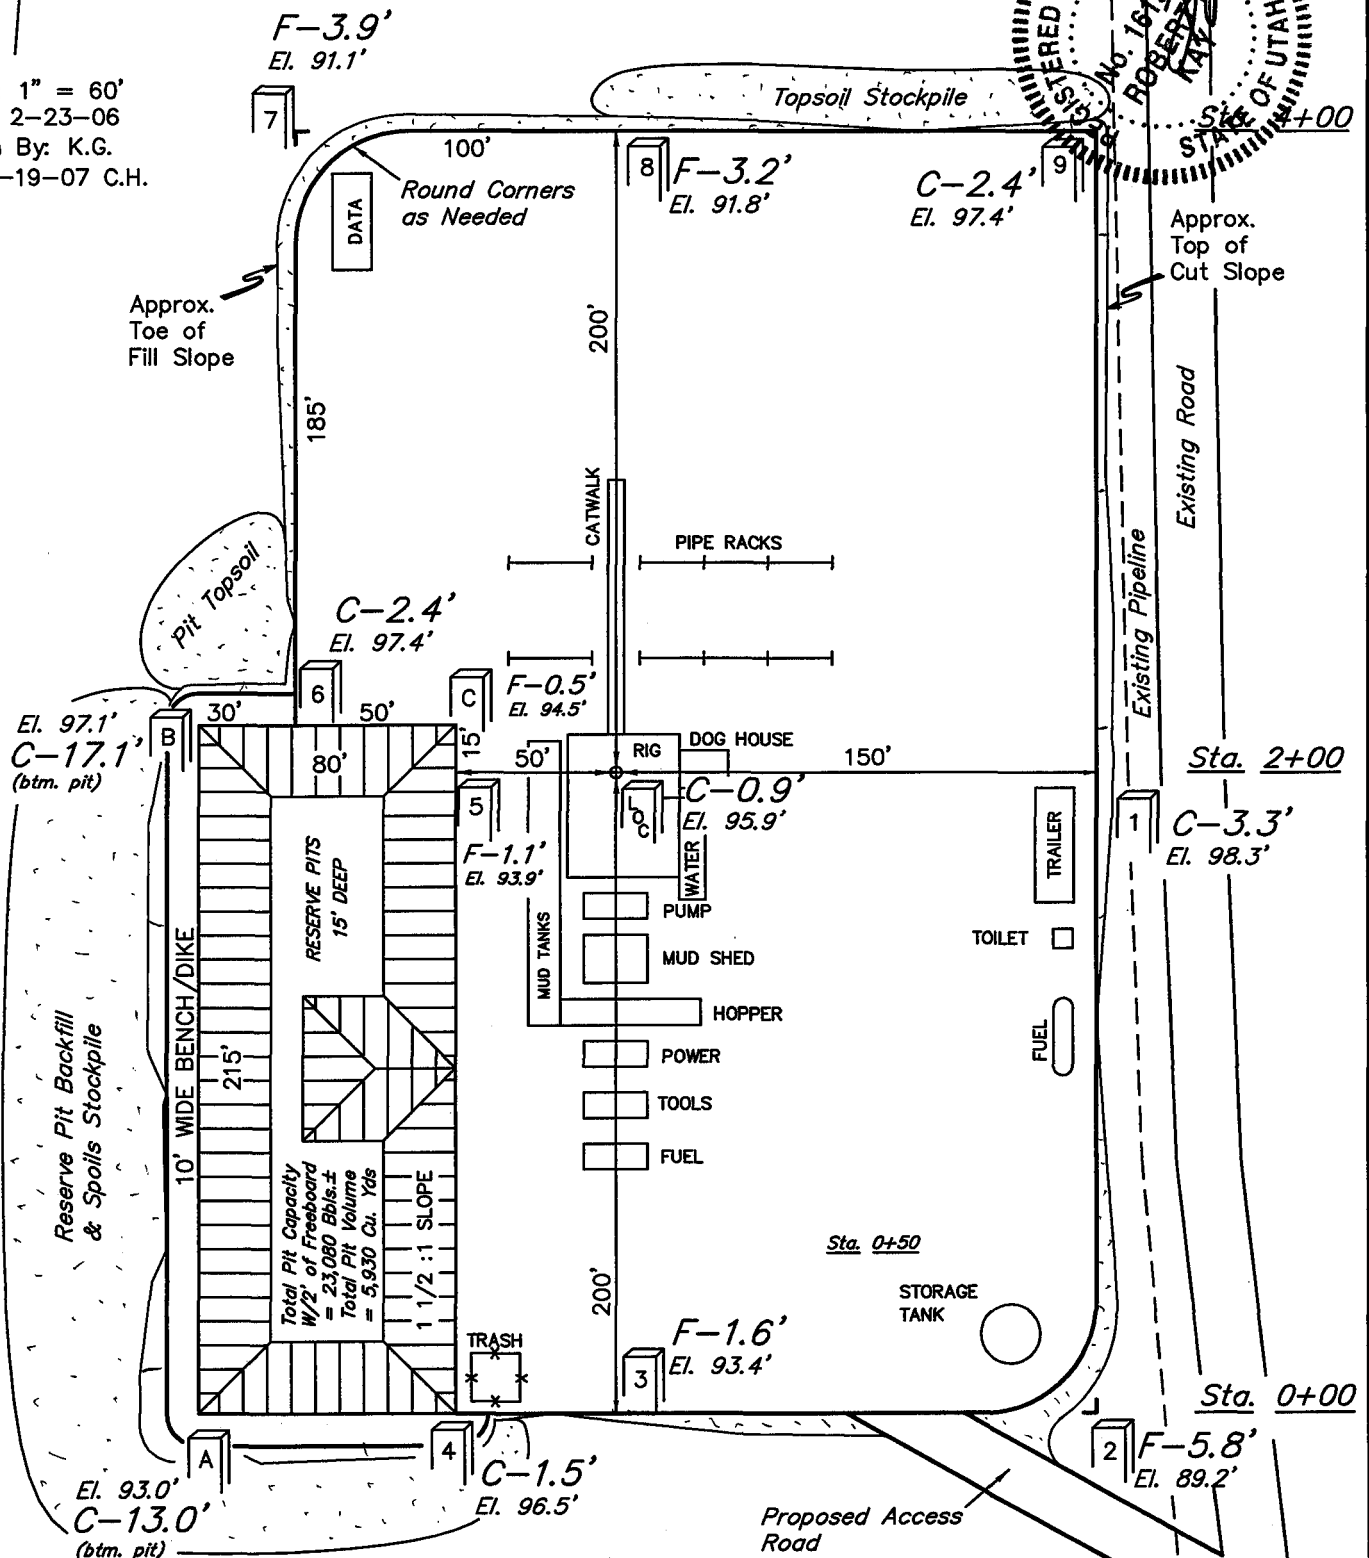 F-3.9'
El. 91.1'
1" = 60'
2-23-06
By: K.G.
-19-07 C.H.
7
100'
Round Corners
as Needed
DATA
Topsoil Stockpile
8
F-3.2'
El. 91.8'
C-2.4'
El. 97.4'
9
REGISTERED
No. 161
ROBERT
KAY
STATE OF UTAH
Sta. 4+00
Approx.
Top of
Cut Slope
Approx.
Toe of
Fill Slope
200'
185'
Existing Road
Existing Pipeline
CATWALK
PIPE RACKS
Pit Topsoil
C-2.4'
El. 97.4'
6
C
F-0.5'
El. 94.5'
El. 97.1'
C-17.1'
(btm. pit)
B
30'
50'
80'
15'
50'
RIG
DOG HOUSE
150'
Sta. 2+00
5
F-1.1'
El. 93.9'
LOC
C-0.9'
El. 95.9'
WATER
TRAILER
1
C-3.3'
El. 98.3'
RESERVE PITS
15' DEEP
MUD TANKS
PUMP
MUD SHED
HOPPER
POWER
TOOLS
FUEL
TOILET
FUEL
10' WIDE BENCH/DIKE
215'
Reserve Pit Backfill
& Spoils Stockpile
Total Pit Capacity
W/2' of Freeboard
= 23,080 Bbls.±
Total Pit Volume
= 5,930 Cu. Yds
1 1/2 :1 SLOPE
Sta. 0+50
STORAGE
TANK
200'
TRASH
3
F-1.6'
El. 93.4'
Sta. 0+00
A
El. 93.0'
C-13.0'
(btm. pit)
4
C-1.5'
El. 96.5'
2
F-5.8'
El. 89.2'
Proposed Access
Road